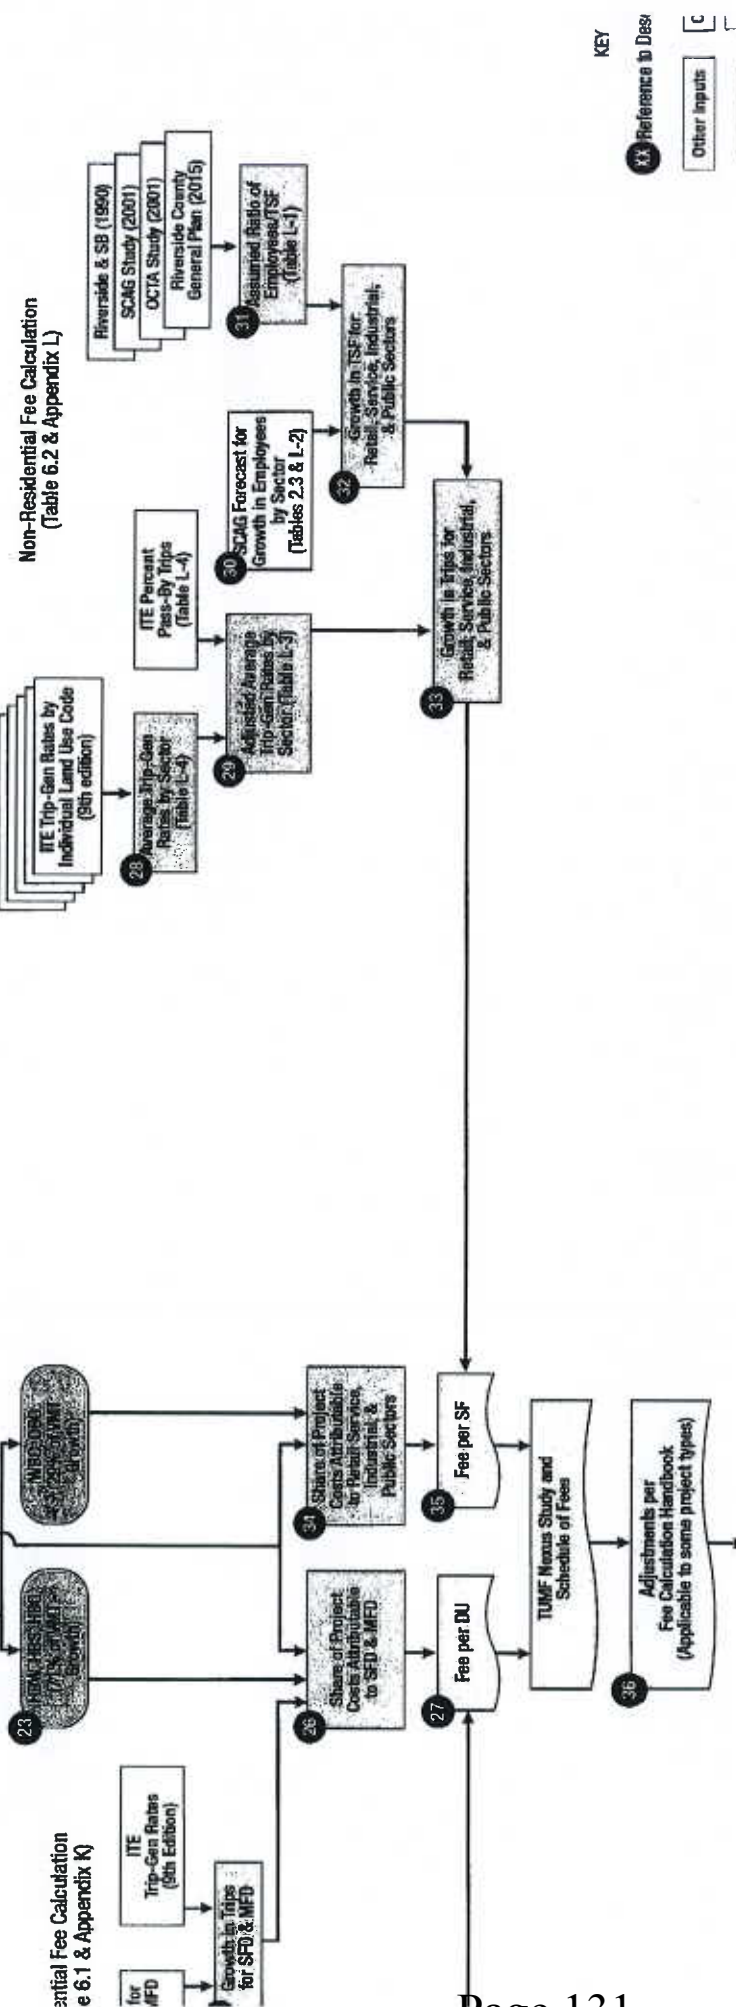 ential Fee Calculation
e 6.1 & Appendix K)
for
MFD
ITE
Trip-Gen Rates
(9th Edition)
Growth in Trips
for SFD & MFD
23
Growth)
Growth)
26
Share of Project
Costs Attributable
to SFD & MFD
34
Share of Project
Costs Attributable
to Retail, Service,
Industrial, &
Public Sectors
27
Fee per DU
35
Fee per SF
TUMF Nexus Study and
Schedule of Fees
36
Adjustments per
Fee Calculation Handbook
(Applicable to some project types)
Non-Residential Fee Calculation
(Table 6.2 & Appendix L)
ITE Trip-Gen Rates by
Individual Land Use Code
(9th edition)
28
Average Trip-Gen
Rates by Sector
(Table L-4)
ITE Percent
Pass-By Trips
(Table L-4)
29
Adjusted Average
Trip-Gen Rates by
Sector (Table L-3)
30
SCAG Forecast for
Growth in Employees
by Sector
(Tables 2.3 & L-2)
Riverside & SB (1990)
SCAG Study (2001)
OCTA Study (2001)
Riverside County
General Plan (2015)
31
Assumed Ratio of
Employees/TSF
(Table L-1)
32
Growth in TSF for
Retail, Service, Industrial,
& Public Sectors
33
Growth in Trips for
Retail, Service, Industrial,
& Public Sectors
KEY
XX Reference to Des
Other Inputs
Page 131